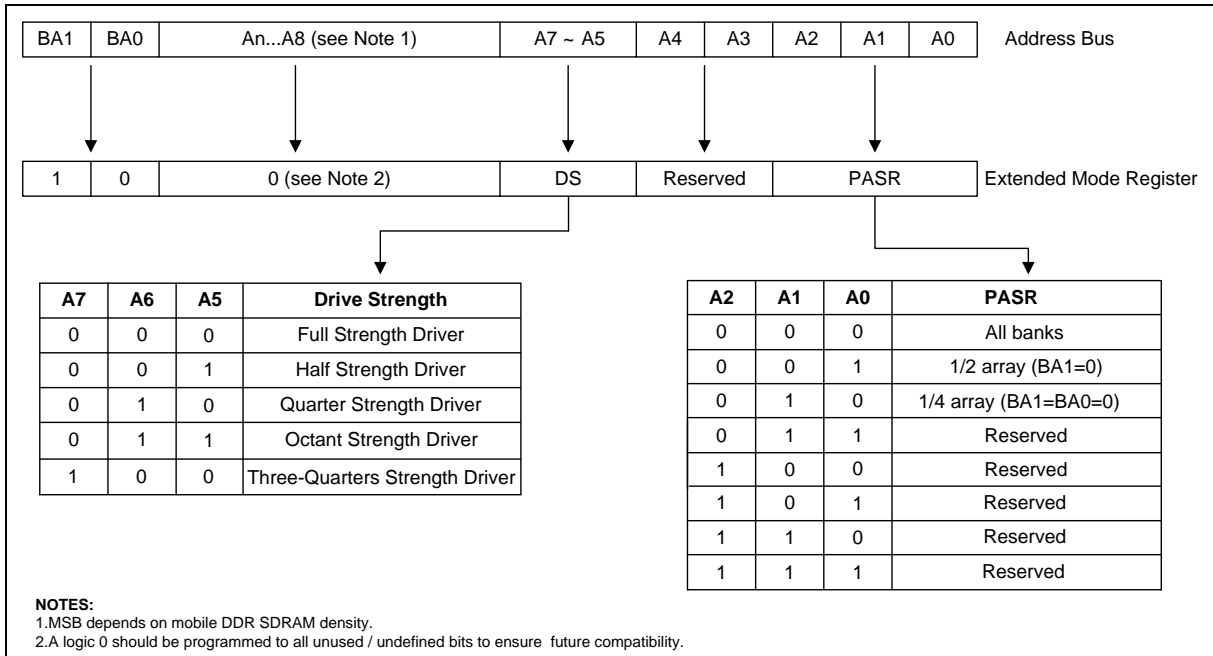 BA1 BA0 An...A8 (see Note 1) A7 ~ A5 A4 A3 A2 A1 A0 Address Bus
1 0 0 (see Note 2) DS Reserved PASR Extended Mode Register
A7 A6 A5 Drive Strength
0 0 0 Full Strength Driver
0 0 1 Half Strength Driver
0 1 0 Quarter Strength Driver
0 1 1 Octant Strength Driver
1 0 0 Three-Quarters Strength Driver
A2 A1 A0 PASR
0 0 0 All banks
0 0 1 1/2 array (BA1=0)
0 1 0 1/4 array (BA1=BA0=0)
0 1 1 Reserved
1 0 0 Reserved
1 0 1 Reserved
1 1 0 Reserved
1 1 1 Reserved
NOTES:
1.MSB depends on mobile DDR SDRAM density.
2.A logic 0 should be programmed to all unused / undefined bits to ensure future compatibility.